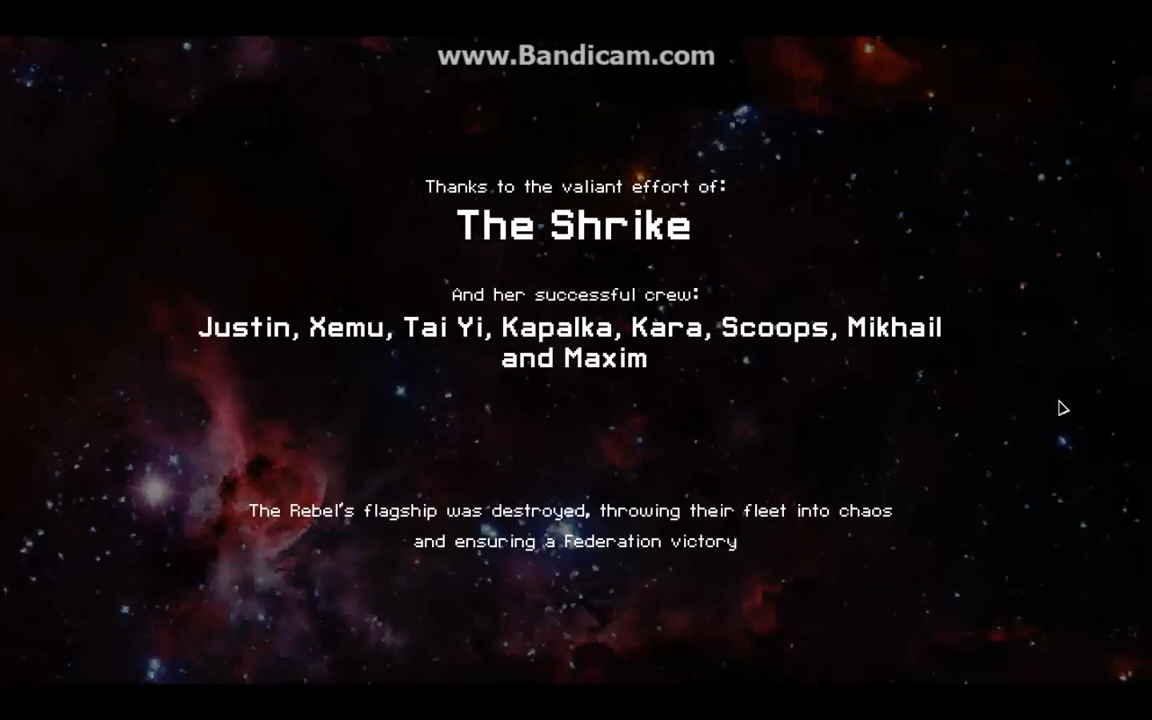 www.Bandicam.com
Thanks to the valiant effort of:
The Shrike
And her successful crew:
Justin, Xemu, Tai Yi, Kapalka, Kara, Scoops, Mikhail
and Maxim
The Rebel's flagship was destroyed, throwing their fleet into chaos
and ensuring a Federation victory